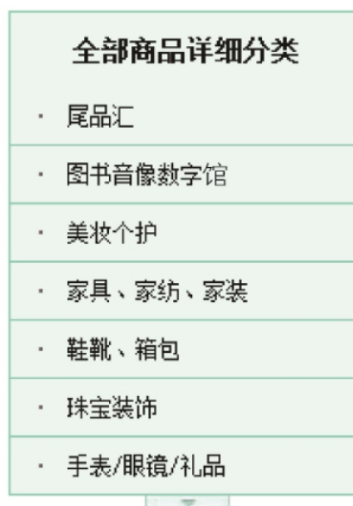 全部商品详细分类
· 尾品汇
· 图书音像数字馆
· 美妆个护
· 家具、家纺、家装
· 鞋靴、箱包
· 珠宝装饰
· 手表/眼镜/礼品